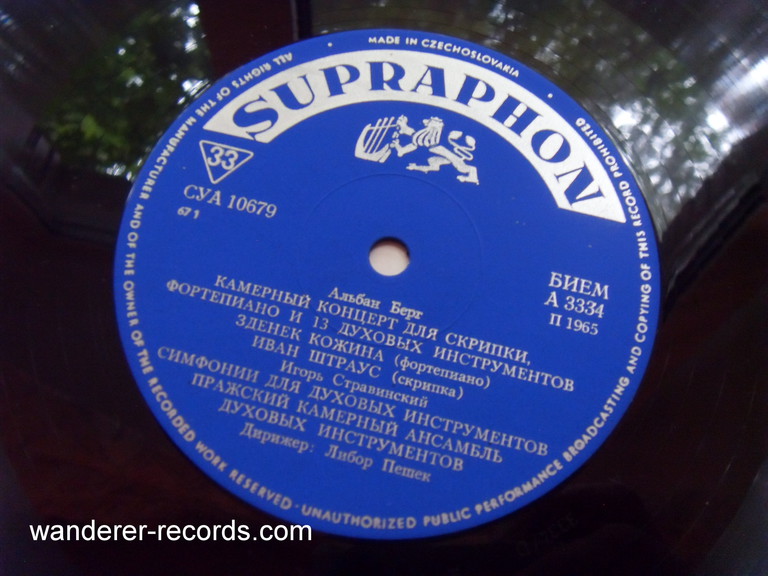 ALL RIGHTS OF THE MANUFACTURER AND OF THE OWNER OF THE RECORDED WORK RESERVED · UNAUTHORIZED PUBLIC PERFORMANCE BROADCASTING AND COPYING OF THIS RECORD PROHIBITED
MADE IN CZECHOSLOVAKIA
SUPRAPHON
33
СУА 10679
67 1
БИЕМ
А 3334
П 1965
Альбан Берг
КАМЕРНЫЙ КОНЦЕРТ ДЛЯ СКРИПКИ,
ФОРТЕПИАНО И 13 ДУХОВЫХ ИНСТРУМЕНТОВ
ЗДЕНЕК КОЖИНА (фортепиано)
ИВАН ШТРАУС (скрипка)
Игорь Стравинский
СИМФОНИИ ДЛЯ ДУХОВЫХ ИНСТРУМЕНТОВ
ПРАЖСКИЙ КАМЕРНЫЙ АНСАМБЛЬ
ДУХОВЫХ ИНСТРУМЕНТОВ
Дирижер: Либор Пешек
wanderer-records.com